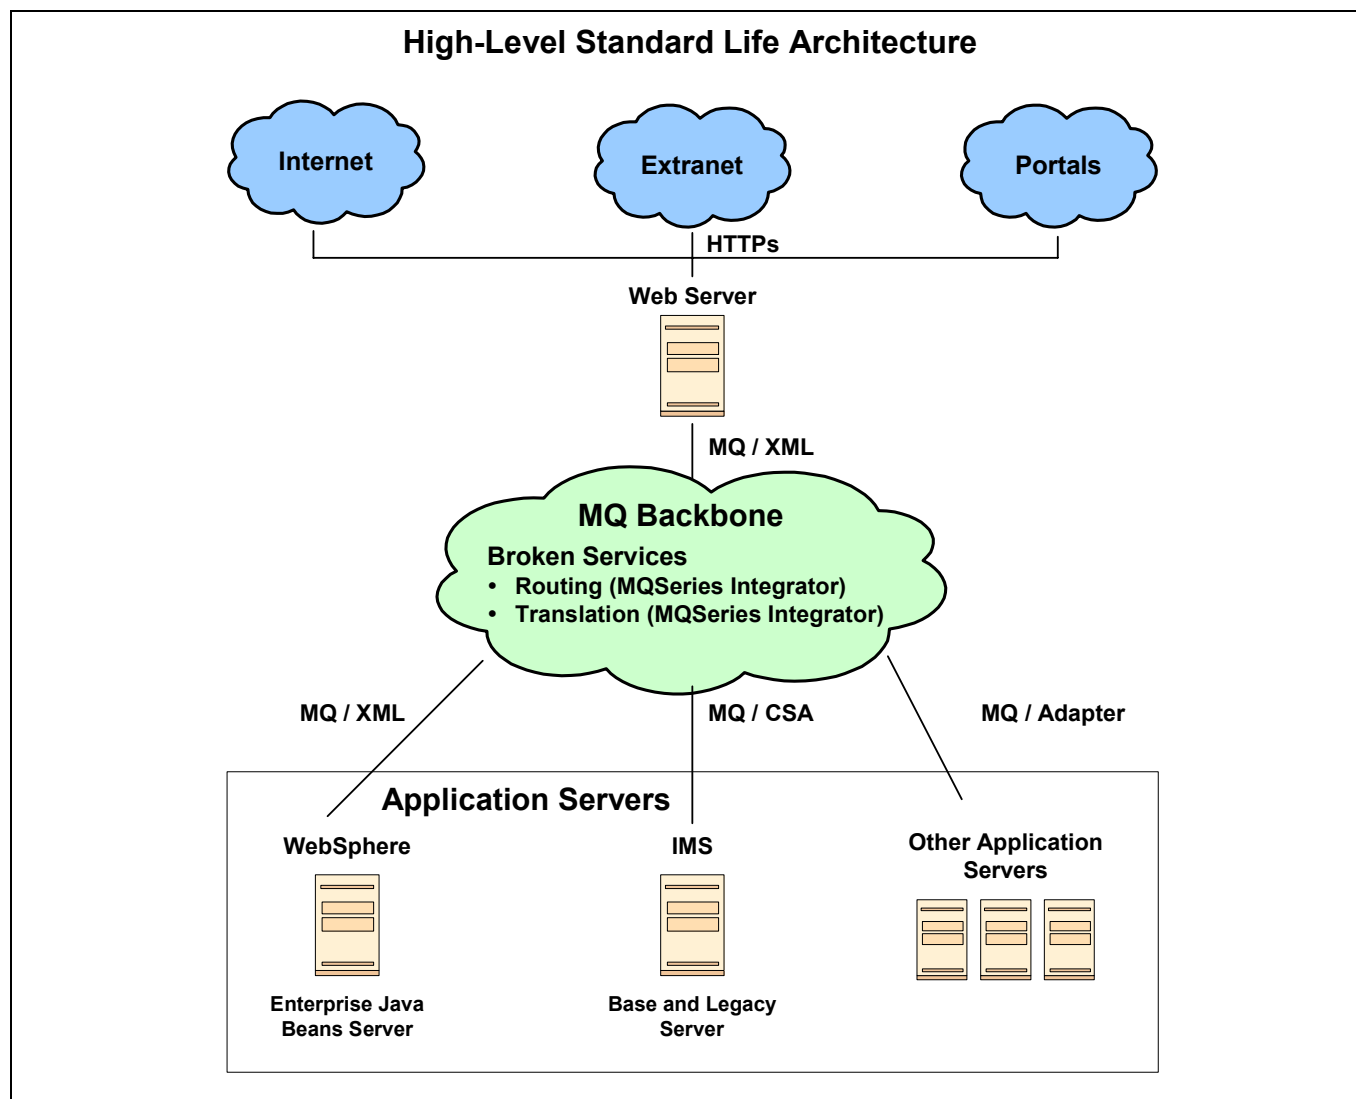 High-Level Standard Life Architecture
Internet
Extranet
Portals
HTTPs
Web Server
MQ / XML
MQ Backbone
Broken Services
• Routing (MQSeries Integrator)
• Translation (MQSeries Integrator)
MQ / XML
MQ / CSA
MQ / Adapter
Application Servers
WebSphere
IMS
Other Application
Servers
Enterprise Java
Beans Server
Base and Legacy
Server